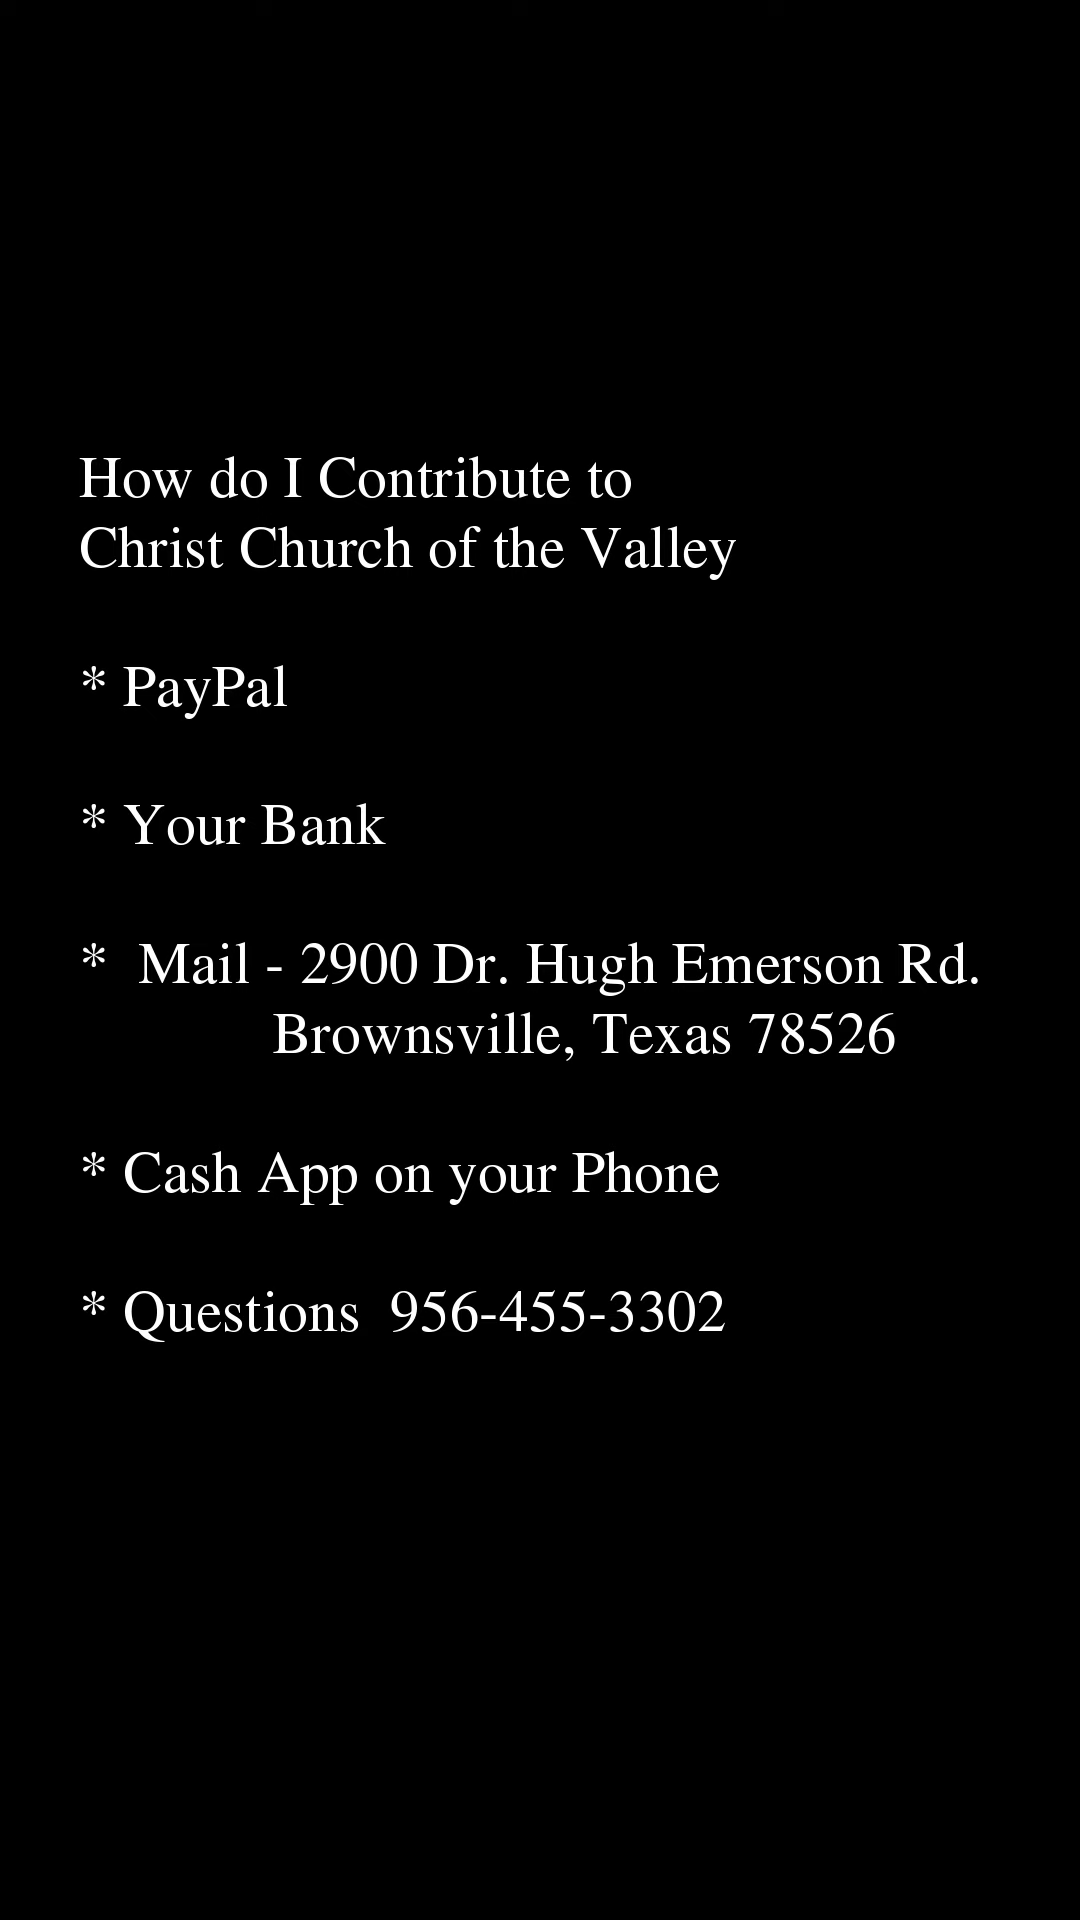 How do I Contribute to
Christ Church of the Valley
* PayPal
* Your Bank
* Mail - 2900 Dr. Hugh Emerson Rd.
Brownsville, Texas 78526
* Cash App on your Phone
* Questions 956-455-3302